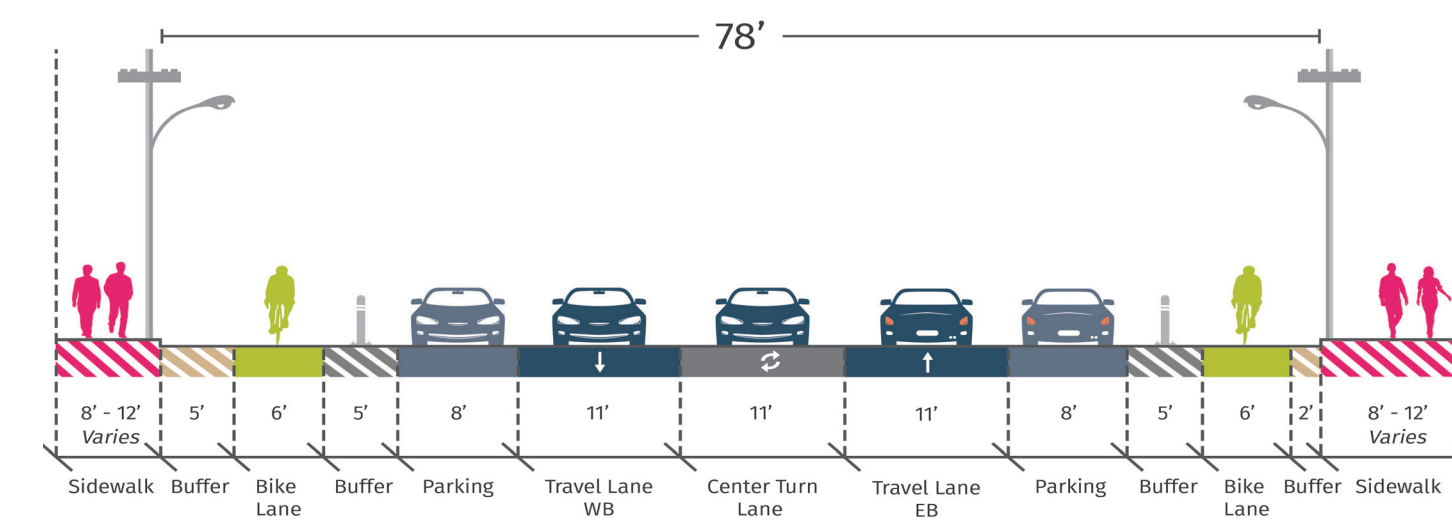 78’
8’ - 12’ 5’ 6’ 5’ 8’ 11’ 11’ 11’ 8’ 5’ 6’ 2’ 8’ - 12’
Varies Varies
Sidewalk Buffer Bike Buffer Parking Travel Lane Center Turn Travel Lane Parking Buffer Bike Buffer Sidewalk
Lane WB Lane EB Lane